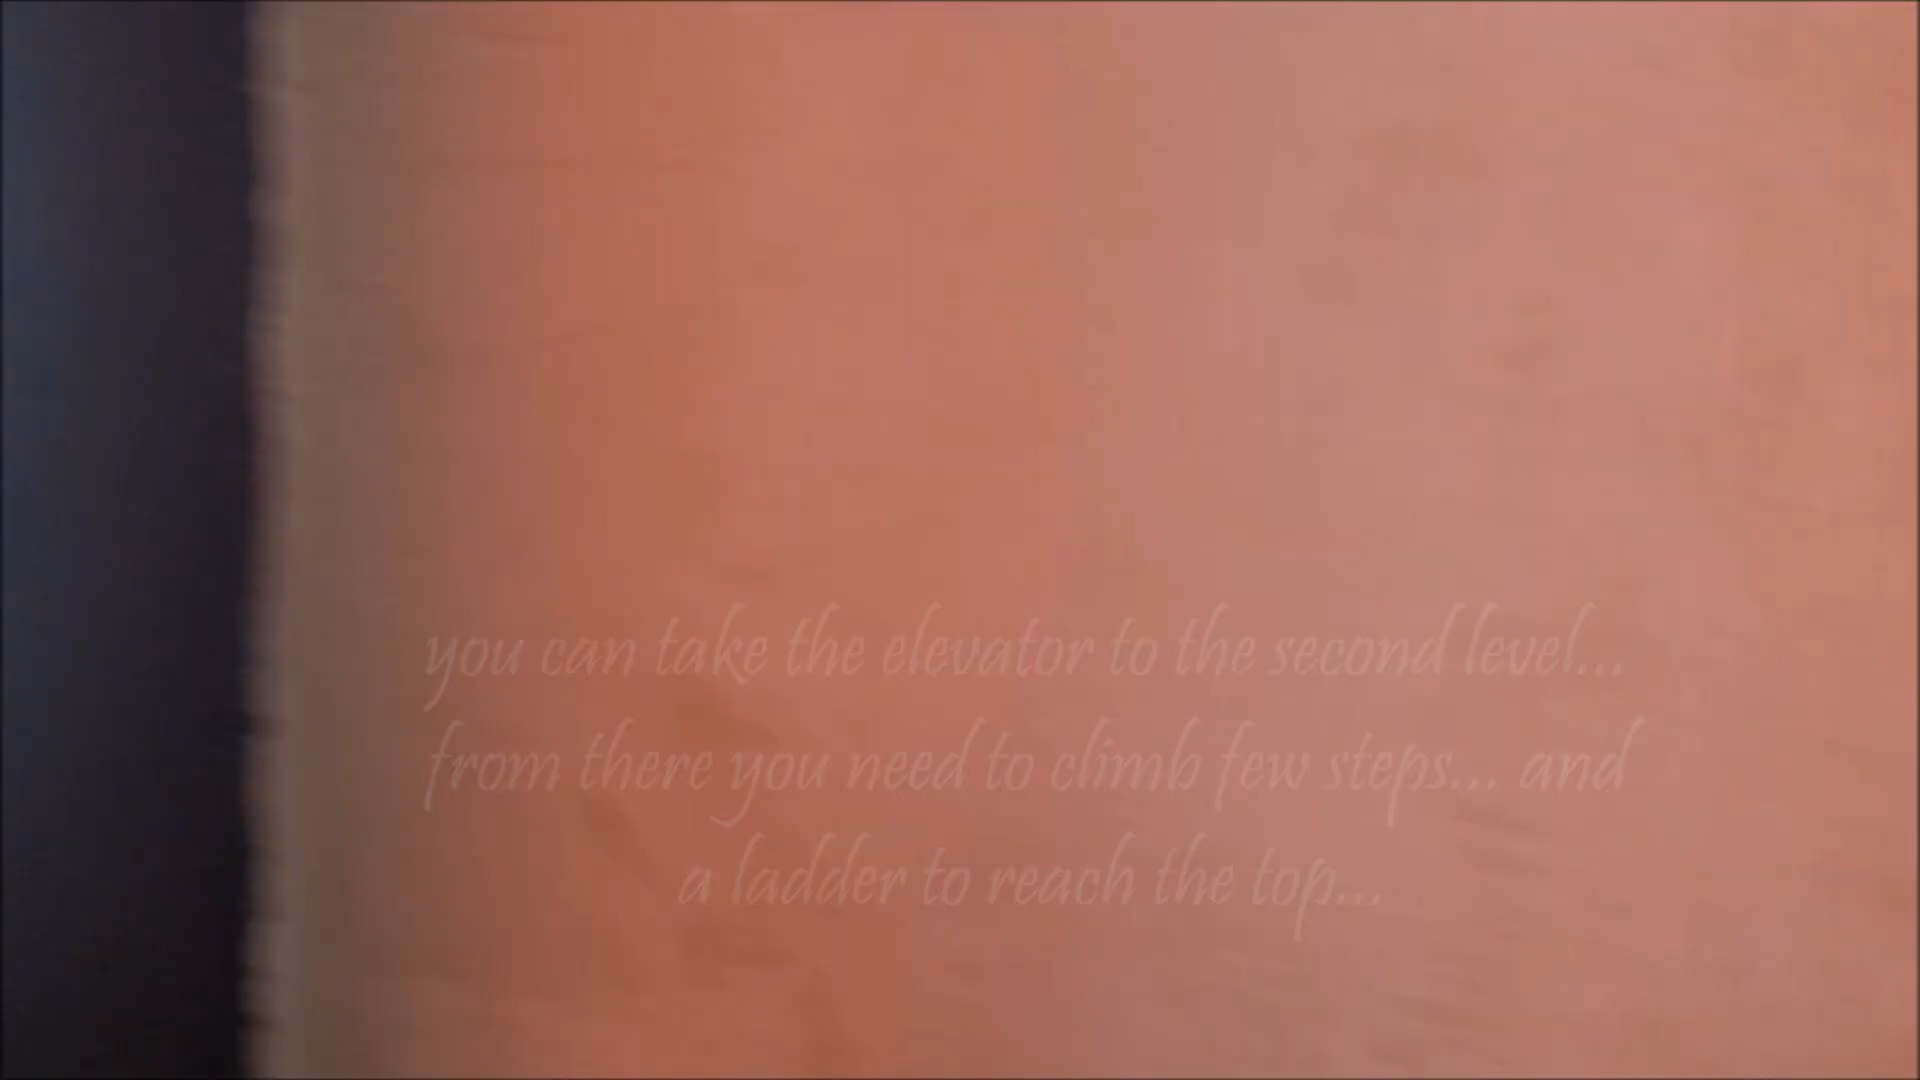 you can take the elevator to the second level...
from there you need to climb few steps... and
a ladder to reach the top...